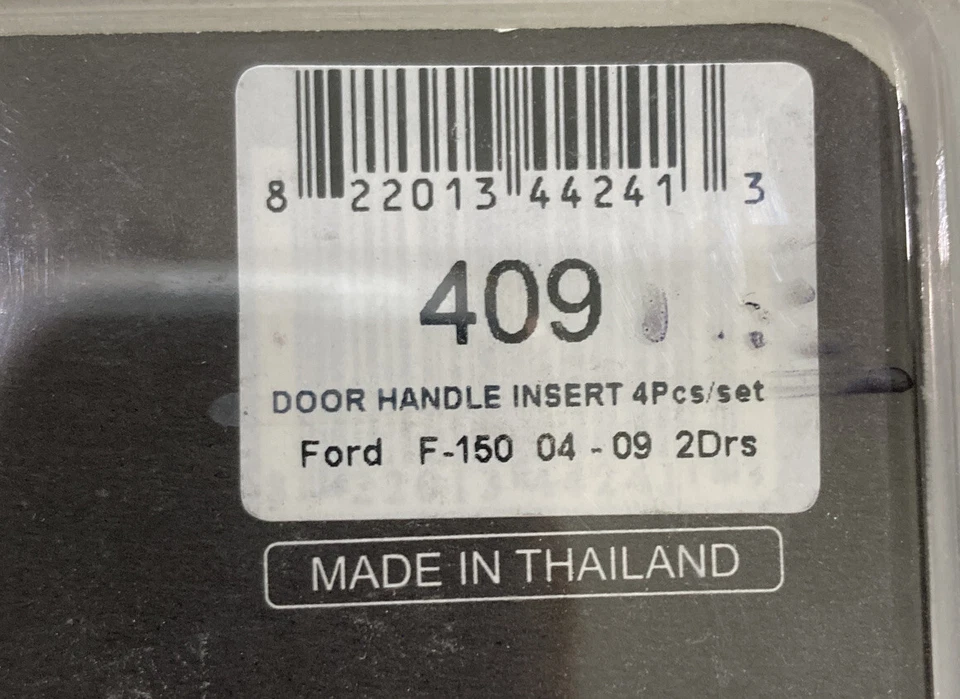 8 22013 44241 3
409
DOOR HANDLE INSERT 4Pcs/set
Ford F-150 04 - 09 2Drs
MADE IN THAILAND